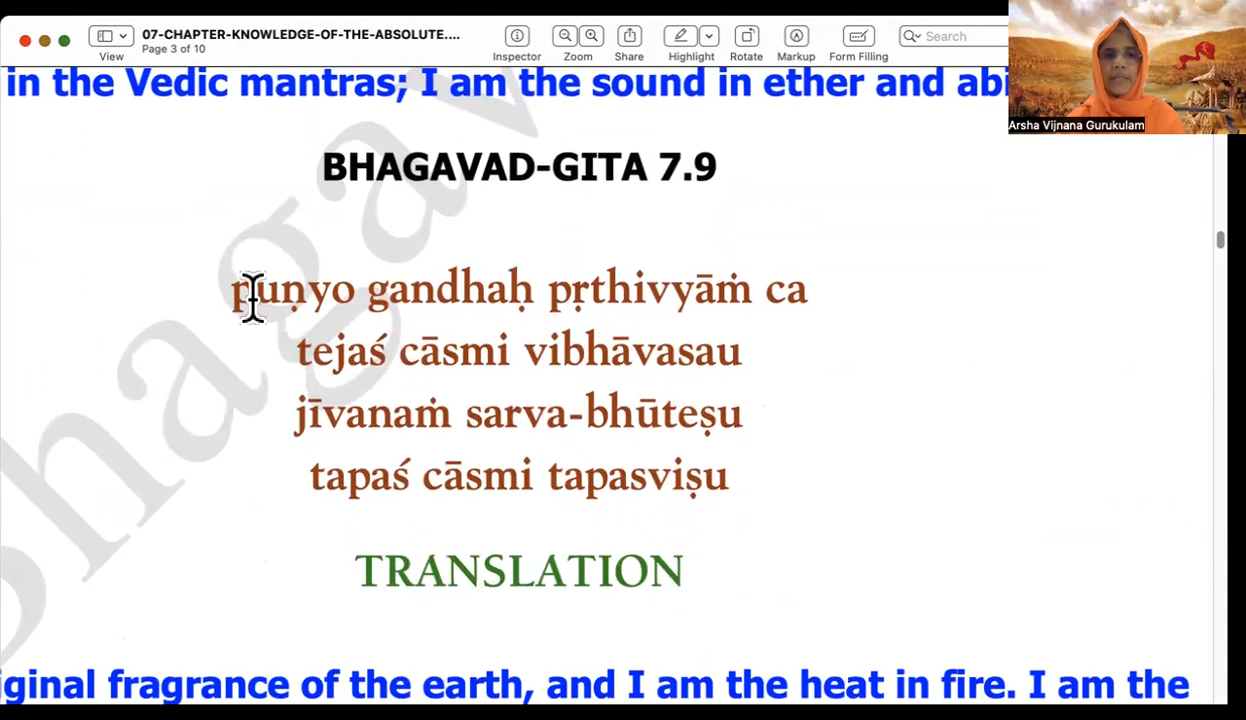 07-CHAPTER-KNOWLEDGE-OF-THE-ABSOLUTE....
Page 3 of 10
View
Inspector
Zoom
Share
Highlight
Rotate
Markup
Form Filling
Search
Arsha Vijnana Gurukulam
in the Vedic mantras; I am the sound in ether and
BHAGAVAD-GITA 7.9
puṇyo gandhaḥ pṛthivyāṁ ca
tejaś cāsmi vibhāvasau
jīvanaṁ sarva-bhūteṣu
tapaś cāsmi tapasviṣu
TRANSLATION
fragrance of the earth, and I am the heat in fire. I am the